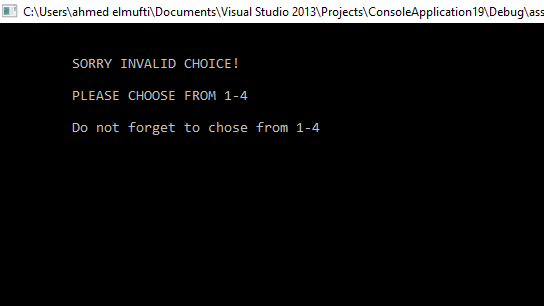 C:\Users\ahmed elmufti\Documents\Visual Studio 2013\Projects\ConsoleApplication19\Debug\ass
SORRY INVALID CHOICE!
PLEASE CHOOSE FROM 1-4
Do not forget to chose from 1-4